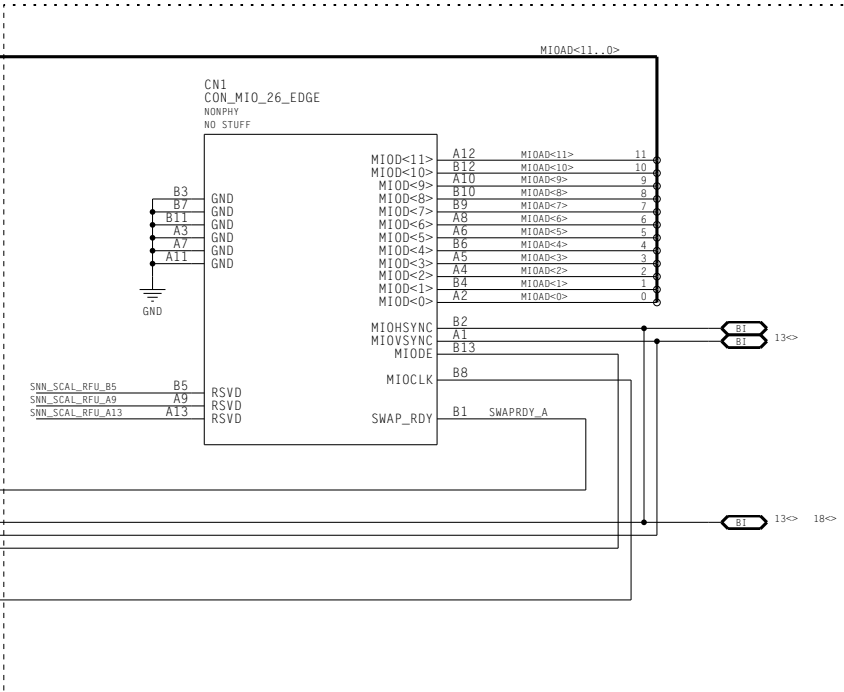 MIOAD<11..0>
CN1
CON_MIO_26_EDGE
NONPHY
NO STUFF
MIOD<11> A12 MIOAD<11> 11
MIOD<10> B12 MIOAD<10> 10
MIOD<9> A10 MIOAD<9> 9
B3 GND MIOD<8> B10 MIOAD<8> 8
B7 GND MIOD<7> B9 MIOAD<7> 7
B11 GND MIOD<6> A8 MIOAD<6> 6
A3 GND MIOD<5> A6 MIOAD<5> 5
A7 GND MIOD<4> B6 MIOAD<4> 4
A11 GND MIOD<3> A5 MIOAD<3> 3
MIOD<2> A4 MIOAD<2> 2
MIOD<1> B4 MIOAD<1> 1
MIOD<0> A2 MIOAD<0> 0
GND
MIOHSYNC B2 BI
MIOVSYNC A1 BI 13<>
MIODE B13
MIOCLK B8
SNN_SCAL_RFU_B5 B5 RSVD
SNN_SCAL_RFU_A9 A9 RSVD
SNN_SCAL_RFU_A13 A13 RSVD SWAP_RDY B1 SWAPRDY_A
BI 13<> 18<>